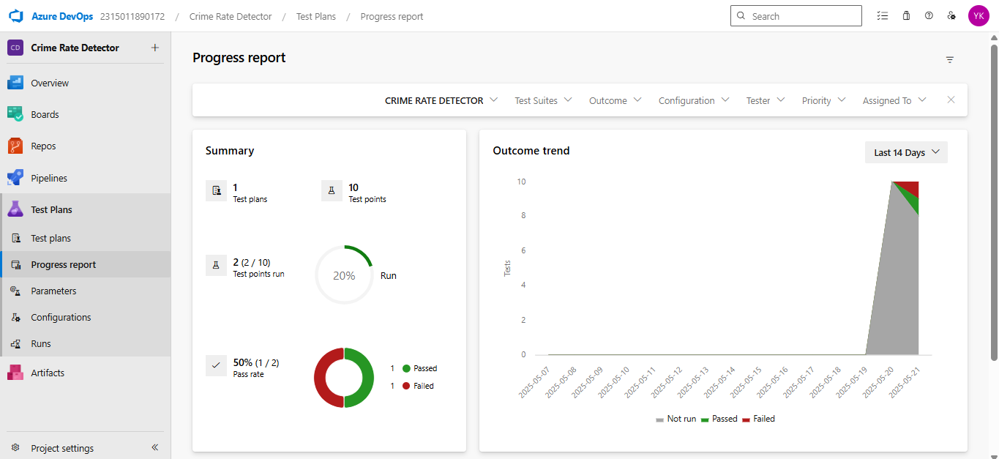 Azure DevOps 2315011890172 / Crime Rate Detector / Test Plans / Progress report
Search
YK
CD Crime Rate Detector +
Overview
Boards
Repos
Pipelines
Test Plans
Test plans
Progress report
Parameters
Configurations
Runs
Artifacts
Project settings
Progress report
CRIME RATE DETECTOR Test Suites Outcome Configuration Tester Priority Assigned To
Summary
1
Test plans
10
Test points
2 (2 / 10)
Test points run
20%
Run
50% (1 / 2)
Pass rate
1 Passed
1 Failed
Outcome trend
Last 14 Days
Tests
10
8
6
4
2
0
2025-05-07
2025-05-08
2025-05-09
2025-05-10
2025-05-11
2025-05-12
2025-05-13
2025-05-14
2025-05-15
2025-05-16
2025-05-17
2025-05-18
2025-05-19
2025-05-20
2025-05-21
Not run Passed Failed